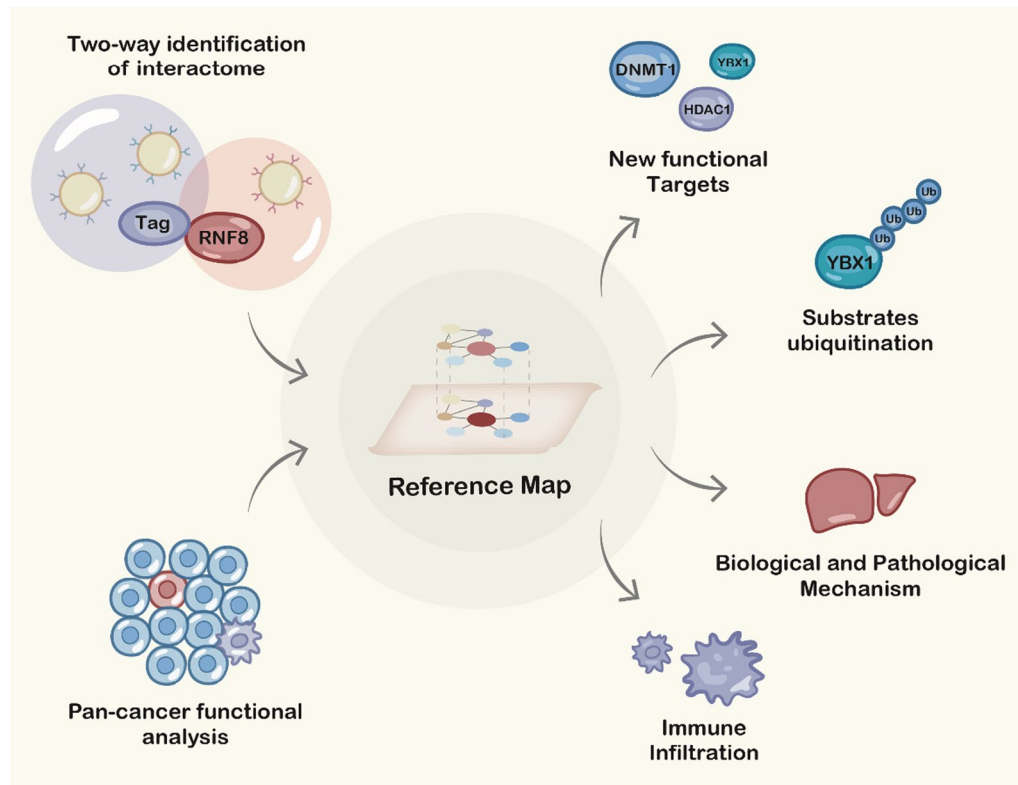 Two-way identification
of interactome
Tag
RNF8
Pan-cancer functional
analysis
Reference Map
DNMT1
YBX1
HDAC1
New functional
Targets
Ub
Ub
Ub
Ub
YBX1
Substrates
ubiquitination
Biological and Pathological
Mechanism
Immune
Infiltration